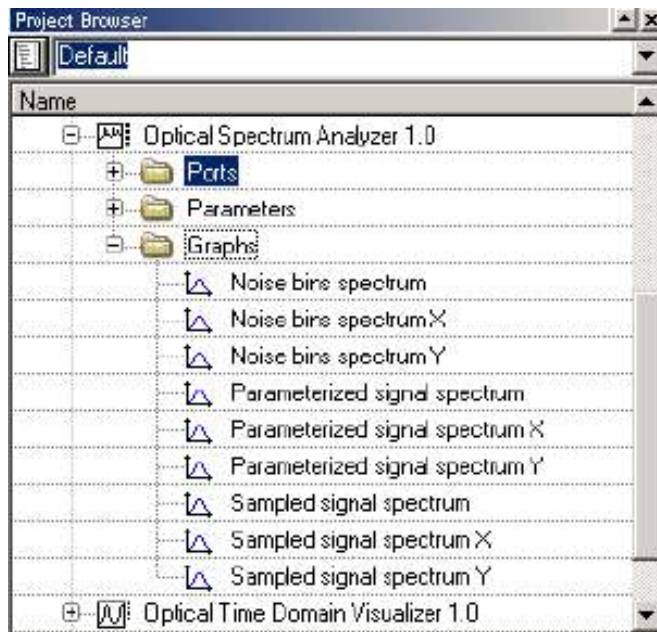 Project Browser
Default
Name
Optical Spectrum Analyzer 1.0
Ports
Parameters
Graphs
Noise bins spectrum
Noise bins spectrum X
Noise bins spectrum Y
Parameterized signal spectrum
Parameterized signal spectrum X
Parameterized signal spectrum Y
Sampled signal spectrum
Sampled signal spectrum X
Sampled signal spectrum Y
Optical Time Domain Visualizer 1.0